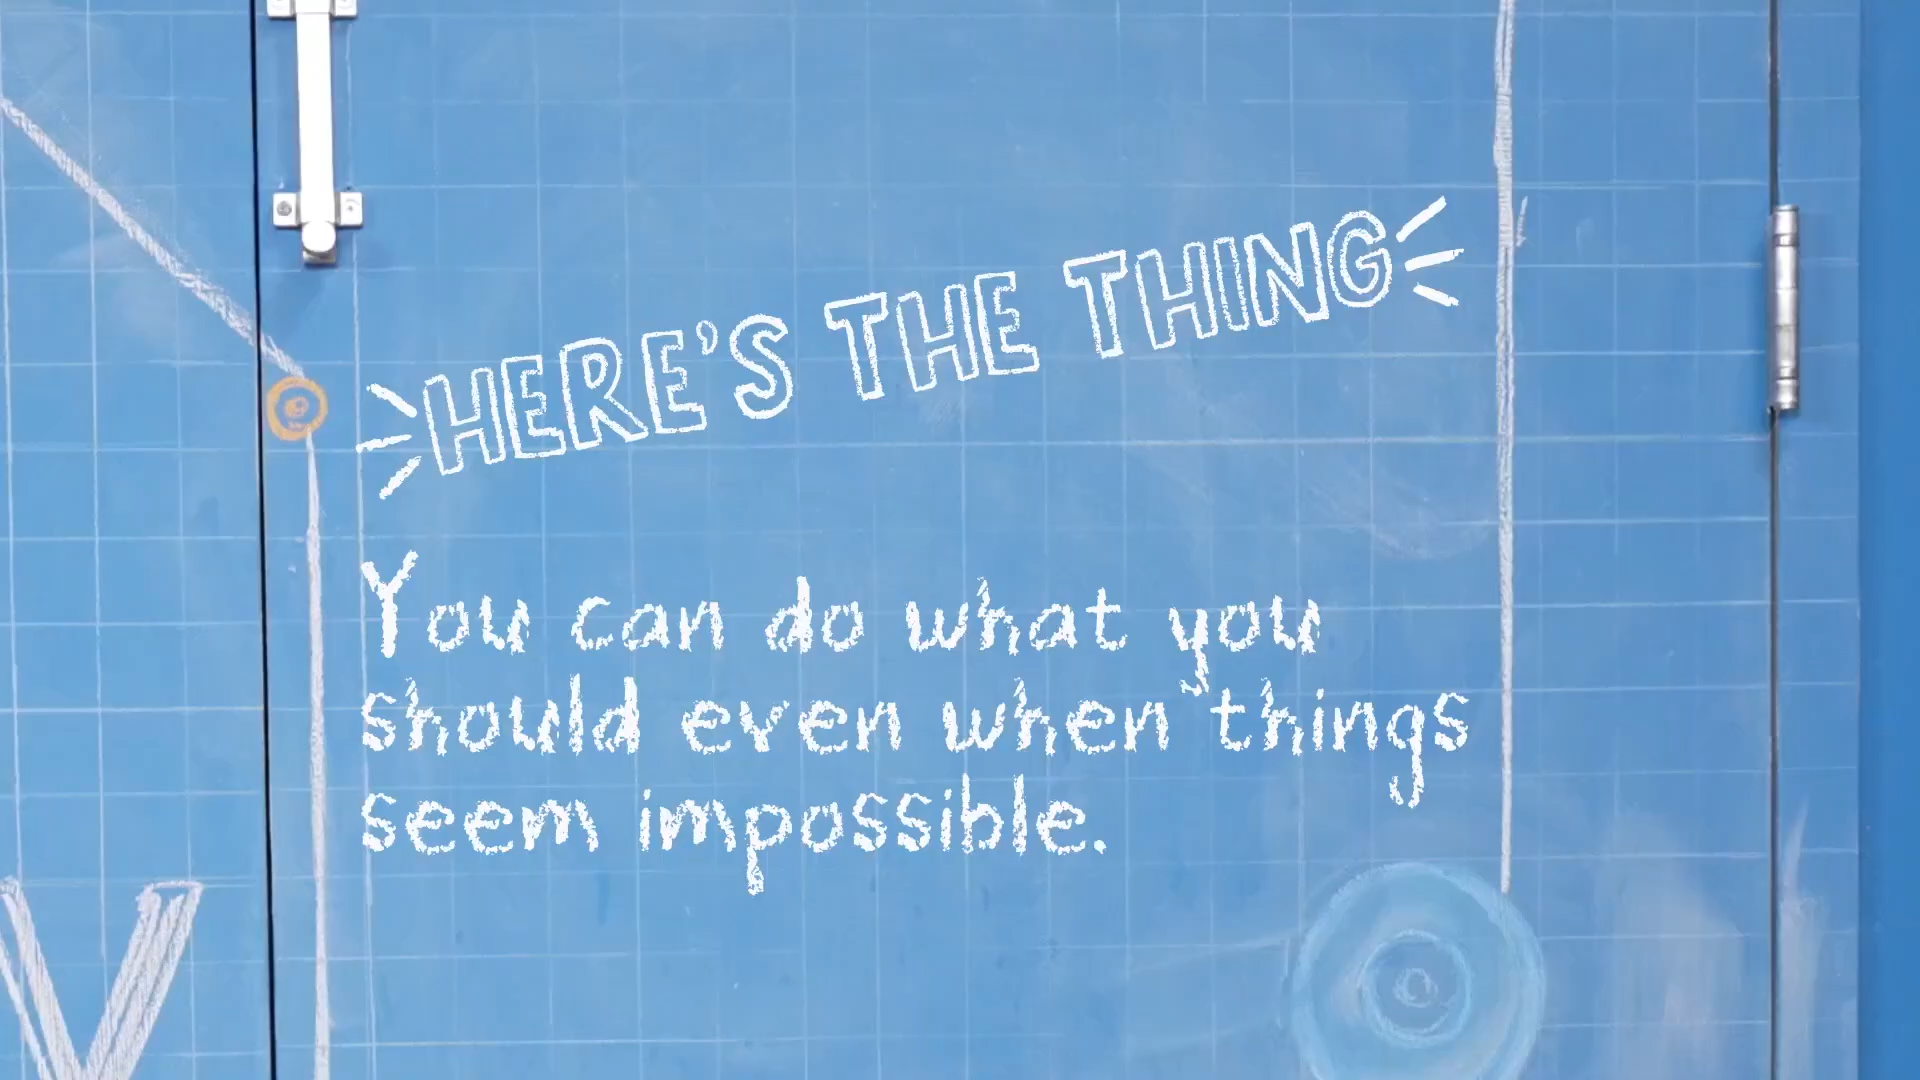 HERE'S THE THING
You can do what you
should even when things
seem impossible.